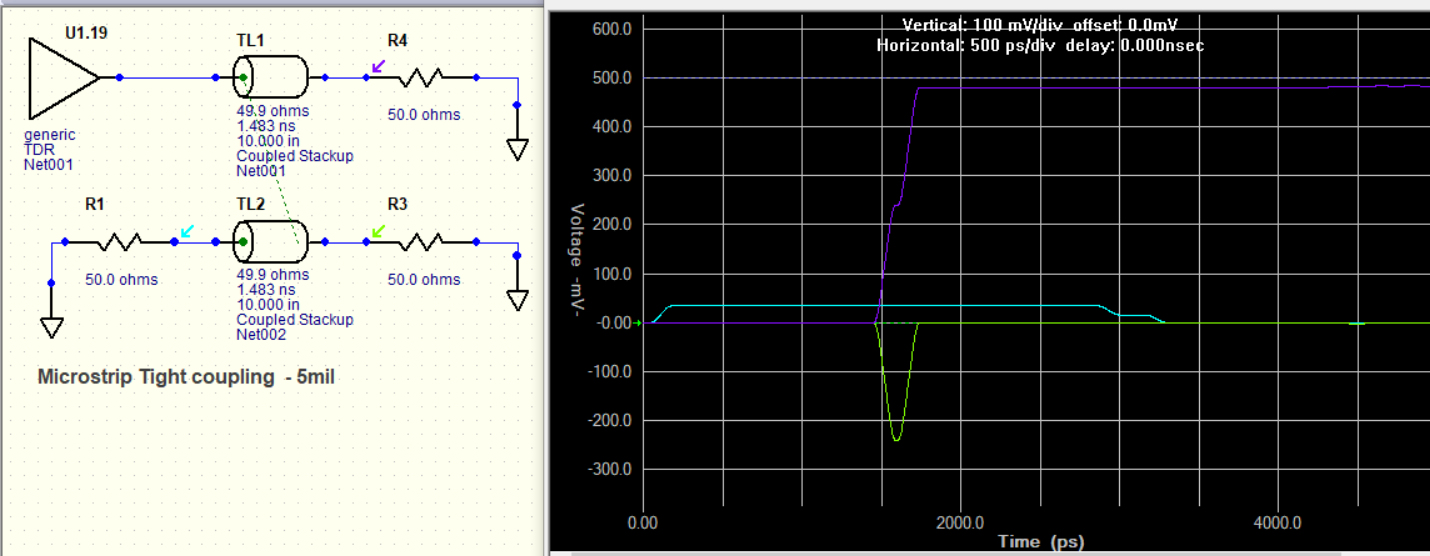 U1.19
generic
TDR
Net001
TL1
49.9 ohms
1.483 ns
10.000 in
Coupled Stackup
Net001
R4
50.0 ohms
R1
50.0 ohms
TL2
49.9 ohms
1.483 ns
10.000 in
Coupled Stackup
Net002
R3
50.0 ohms
Microstrip Tight coupling - 5mil
Vertical: 100 mV/div offset: 0.0mV
Horizontal: 500 ps/div delay: 0.000nsec
600.0
500.0
400.0
300.0
200.0
100.0
-0.00
-100.0
-200.0
-300.0
Voltage -mV-
0.00
2000.0
4000.0
Time (ps)